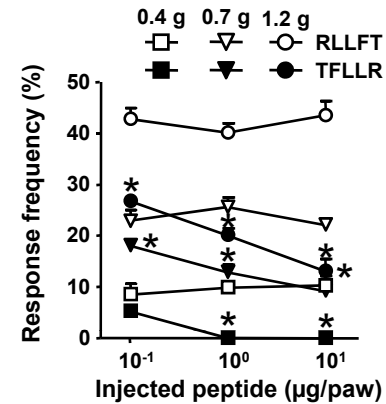 0.4 g 0.7 g 1.2 g
RLLFT
TFLLR
Response frequency (%)
50
40
30
20
10
0
* * * * * * * *
10-1 100 101
Injected peptide (µg/paw)